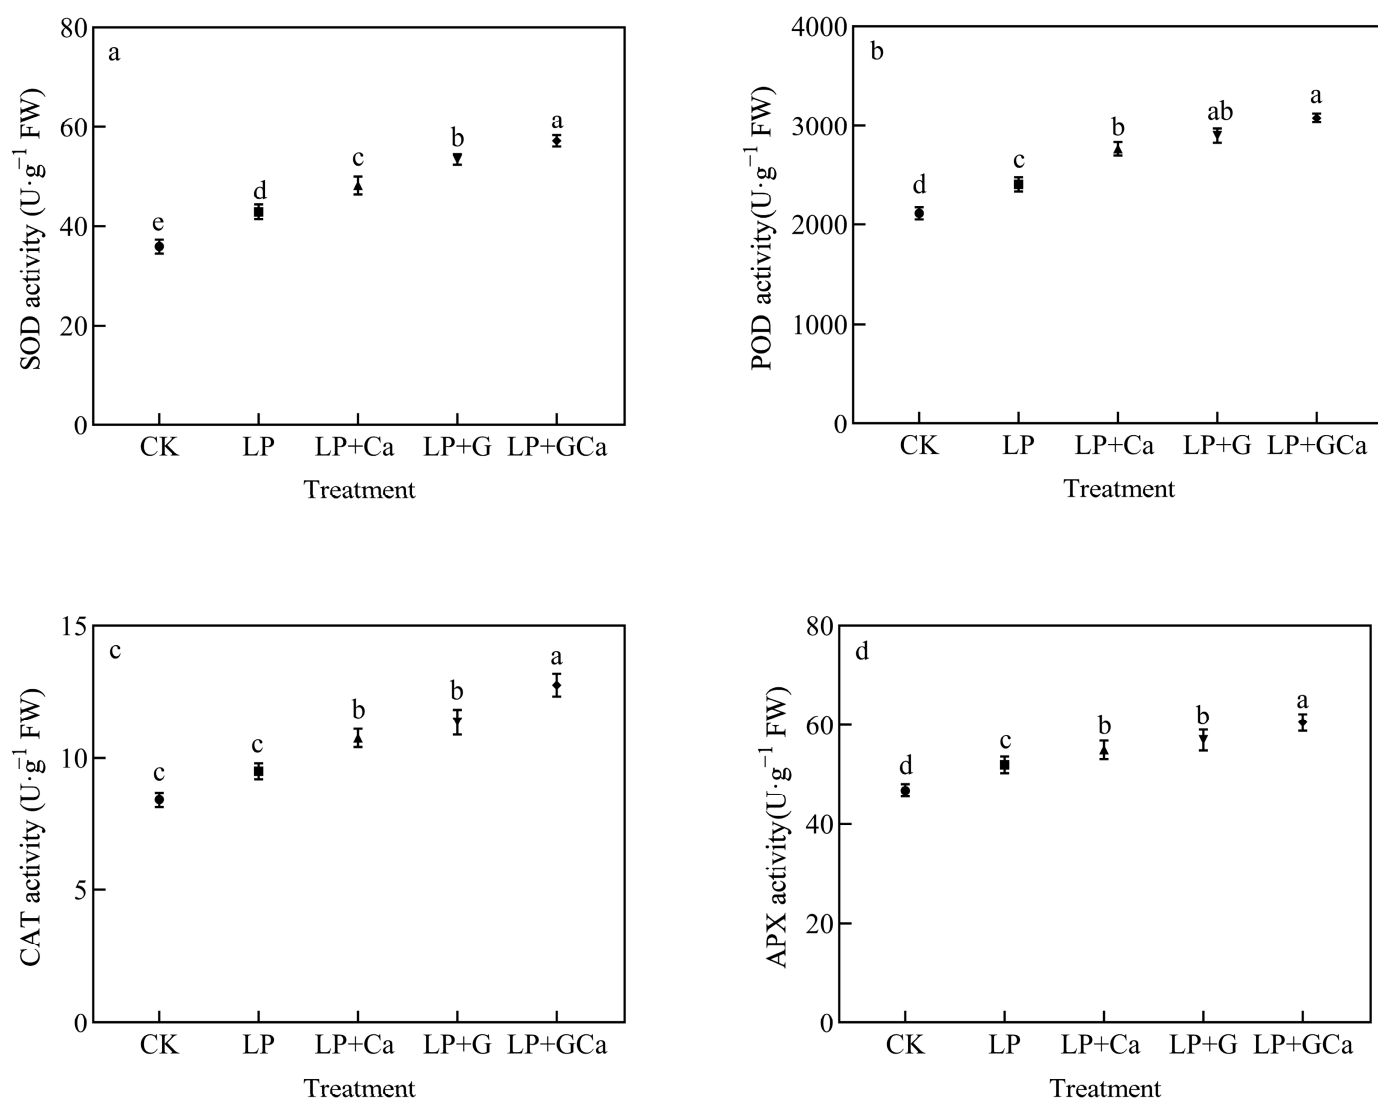 a
SOD activity (U·g⁻¹ FW)
80
60
40
20
0
e
d
c
b
a
CK LP LP+Ca LP+G LP+GCa
Treatment
b
POD activity(U·g⁻¹ FW)
4000
3000
2000
1000
0
d
c
b
ab
a
CK LP LP+Ca LP+G LP+GCa
Treatment
c
CAT activity (U·g⁻¹ FW)
15
10
5
0
c
c
b
b
a
CK LP LP+Ca LP+G LP+GCa
Treatment
d
APX activity(U·g⁻¹ FW)
80
60
40
20
0
d
c
b
b
a
CK LP LP+Ca LP+G LP+GCa
Treatment